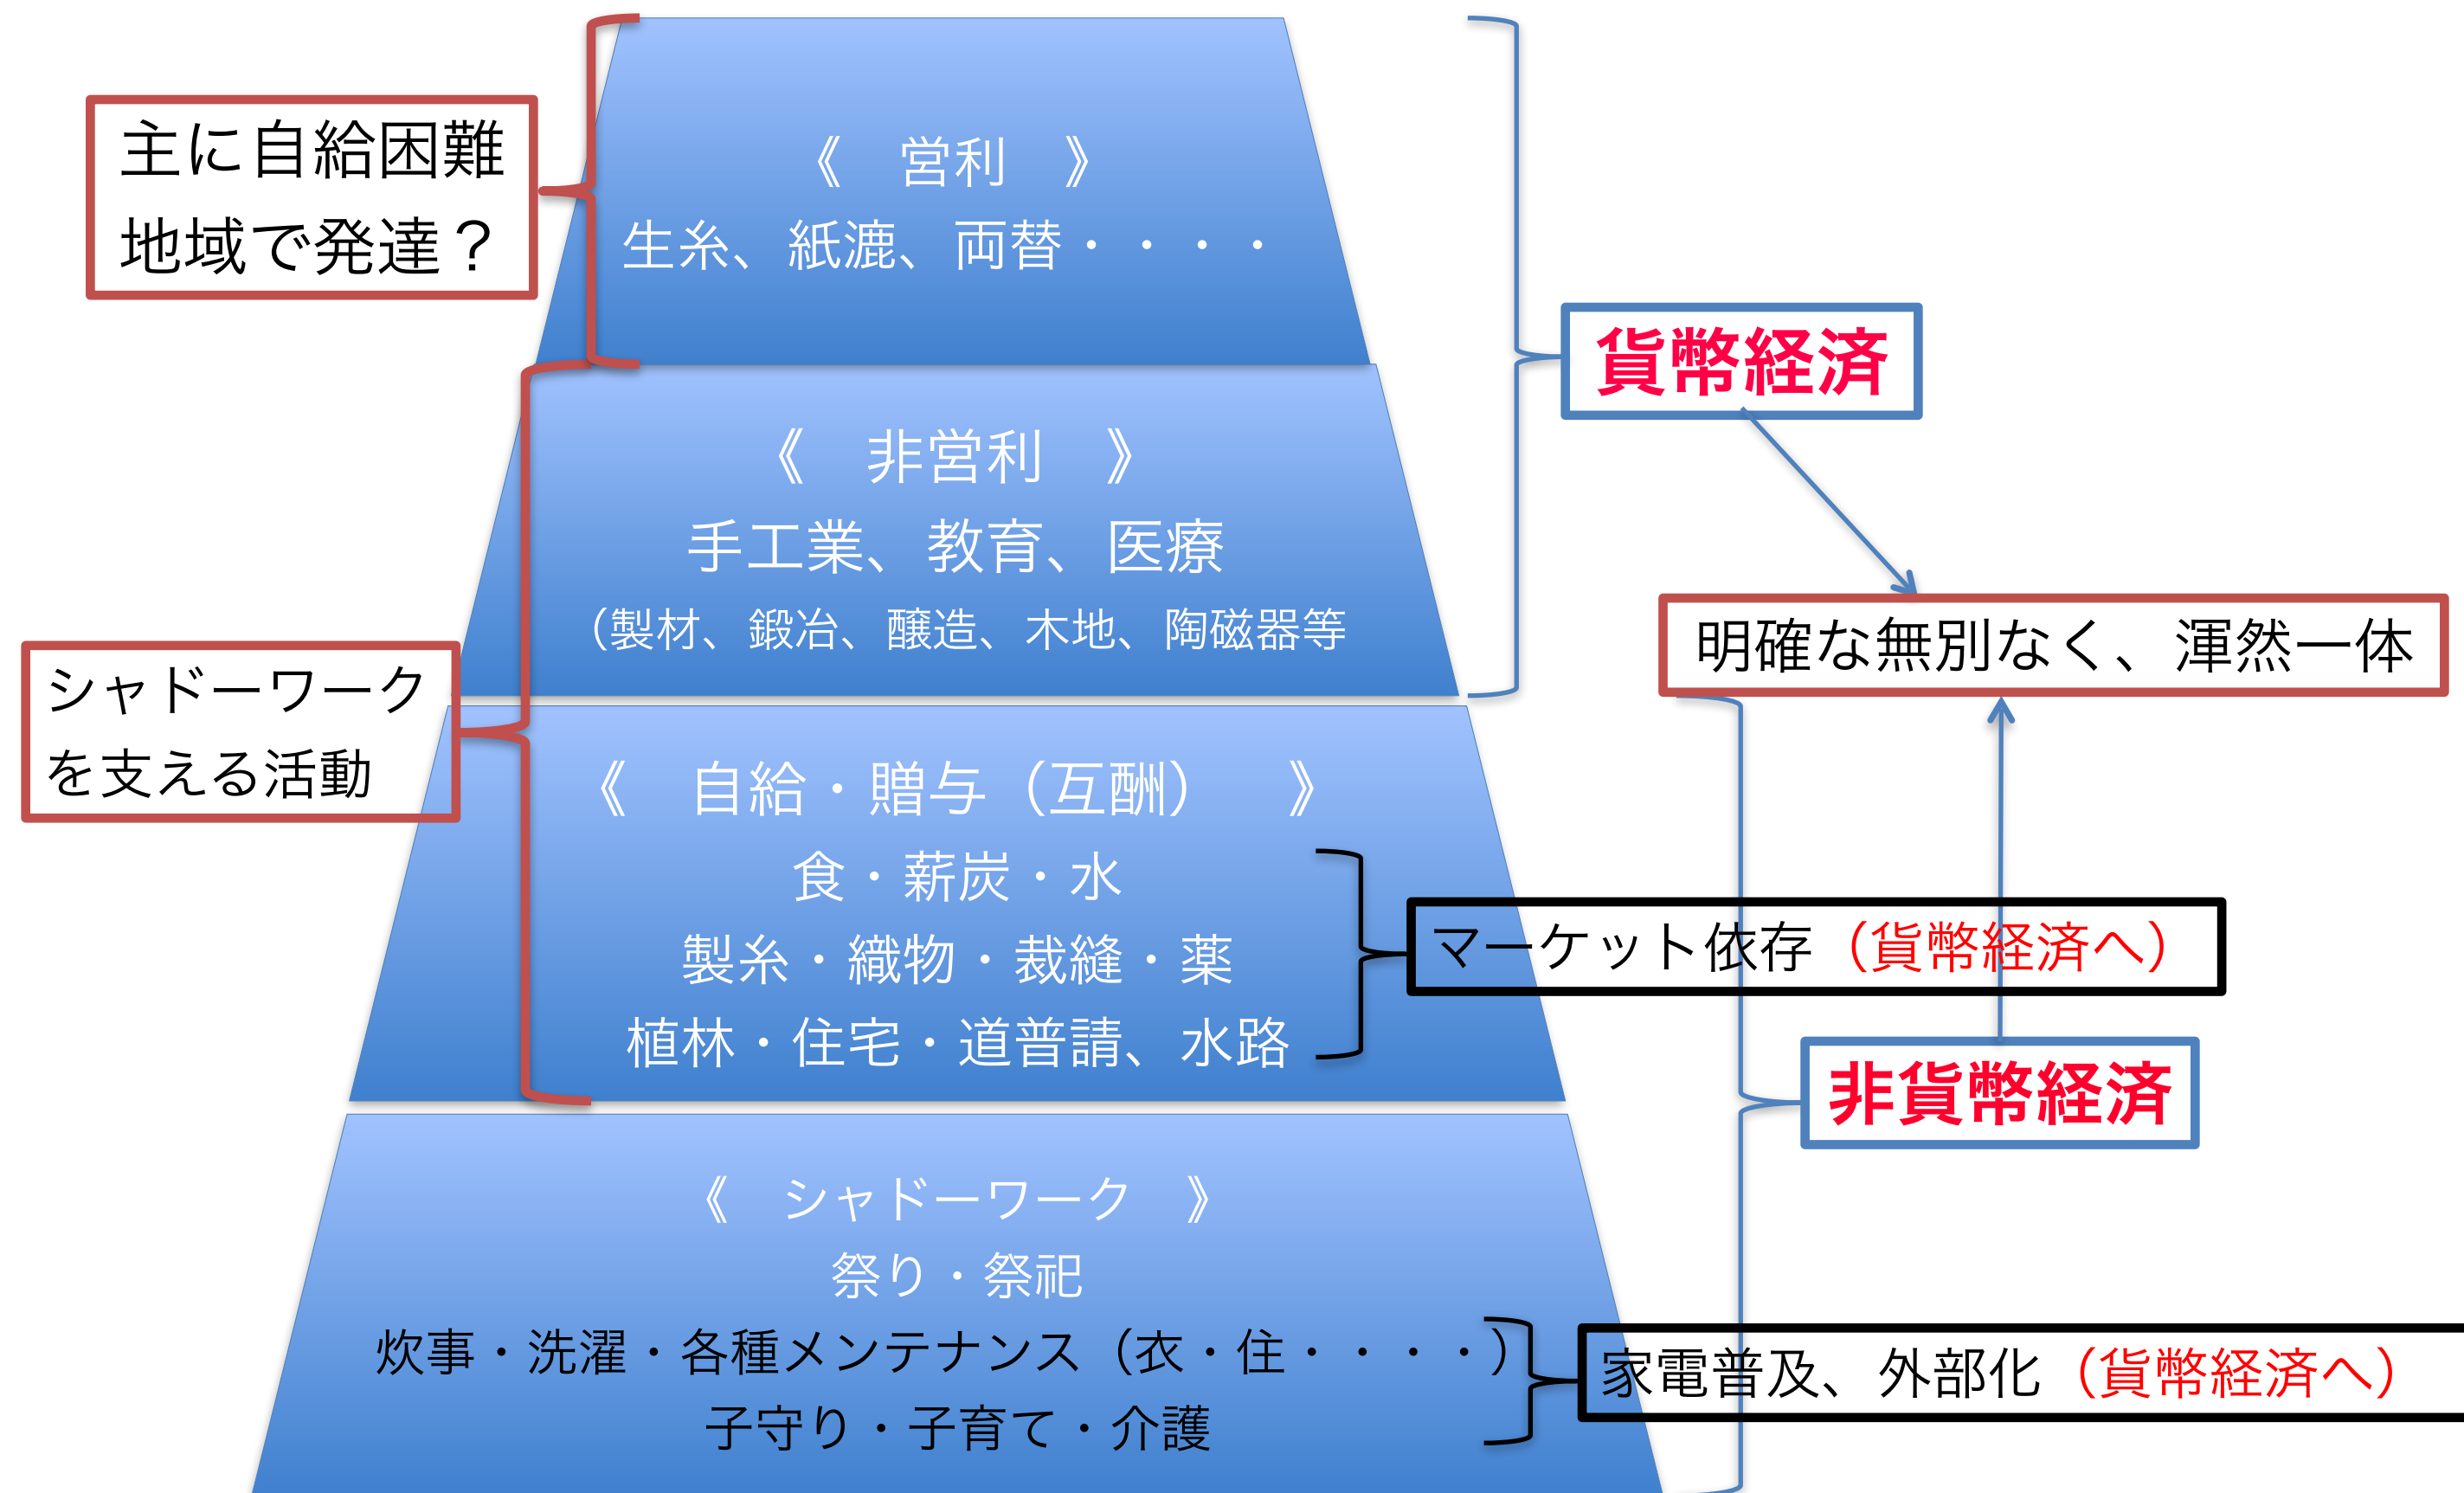 主に自給困難
地域で発達？
《　営利　》
生糸、紙漉、両替・・・・
貨幣経済
《　非営利　》
手工業、教育、医療
（製材、鍛冶、醸造、木地、陶磁器等
明確な無別なく、渾然一体
シャドーワーク
を支える活動
《　自給・贈与（互酬）　》
食・薪炭・水
製糸・織物・裁縫・薬
植林・住宅・道普請、水路
マーケット依存（貨幣経済へ）
非貨幣経済
《　シャドーワーク　》
祭り・祭祀
炊事・洗濯・各種メンテナンス（衣・住・・・・）
子守り・子育て・介護
家電普及、外部化（貨幣経済へ）